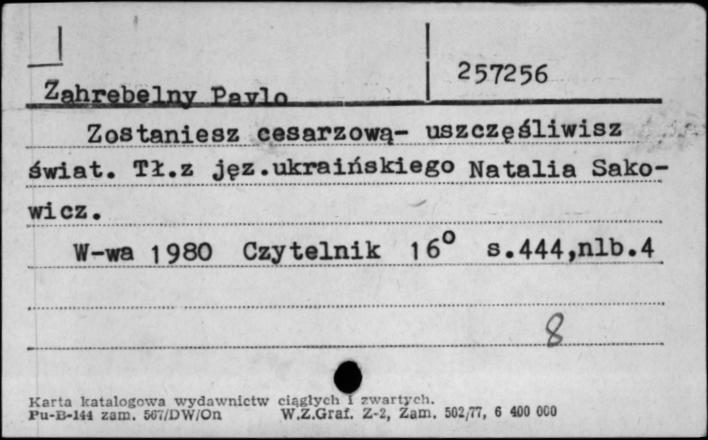 257256
Zahrebelny Pavlo
Zostaniesz cesarzową- uszczęśliwisz
świat. Tł.z jęz.ukraińskiego Natalia Sako-
wicz.
W-wa 1980 Czytelnik 16° s.444,nlb.4
8
Karta katalogowa wydawnictw ciągłych i zwartych.
Pu-B-144 zam. 567/DW/On W.Z.Graf. Z-2, Zam. 502/77, 6 400 000